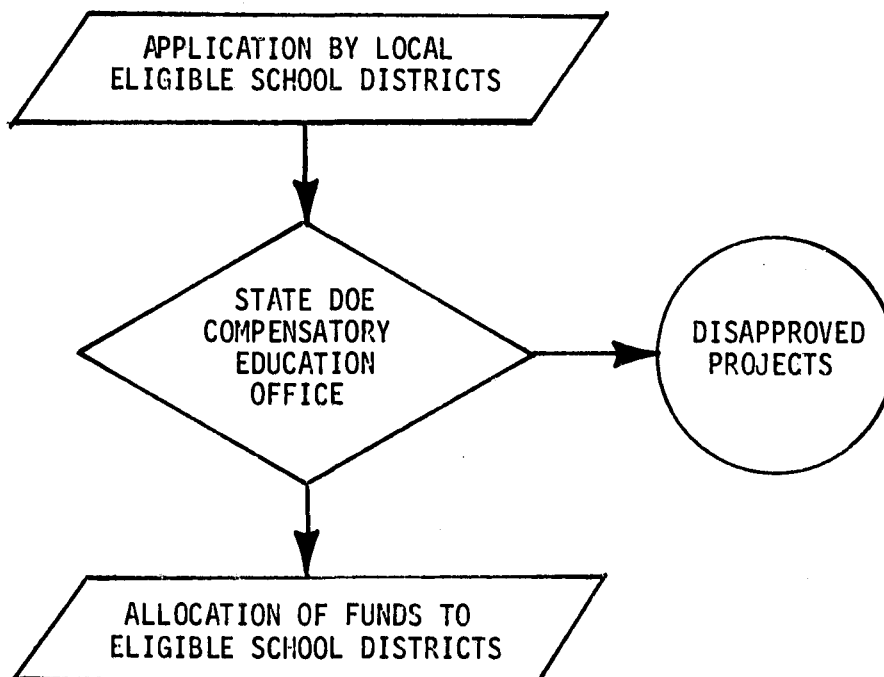 APPLICATION BY LOCAL
ELIGIBLE SCHOOL DISTRICTS
STATE DOE
COMPENSATORY
EDUCATION
OFFICE
DISAPPROVED
PROJECTS
ALLOCATION OF FUNDS TO
ELIGIBLE SCHOOL DISTRICTS